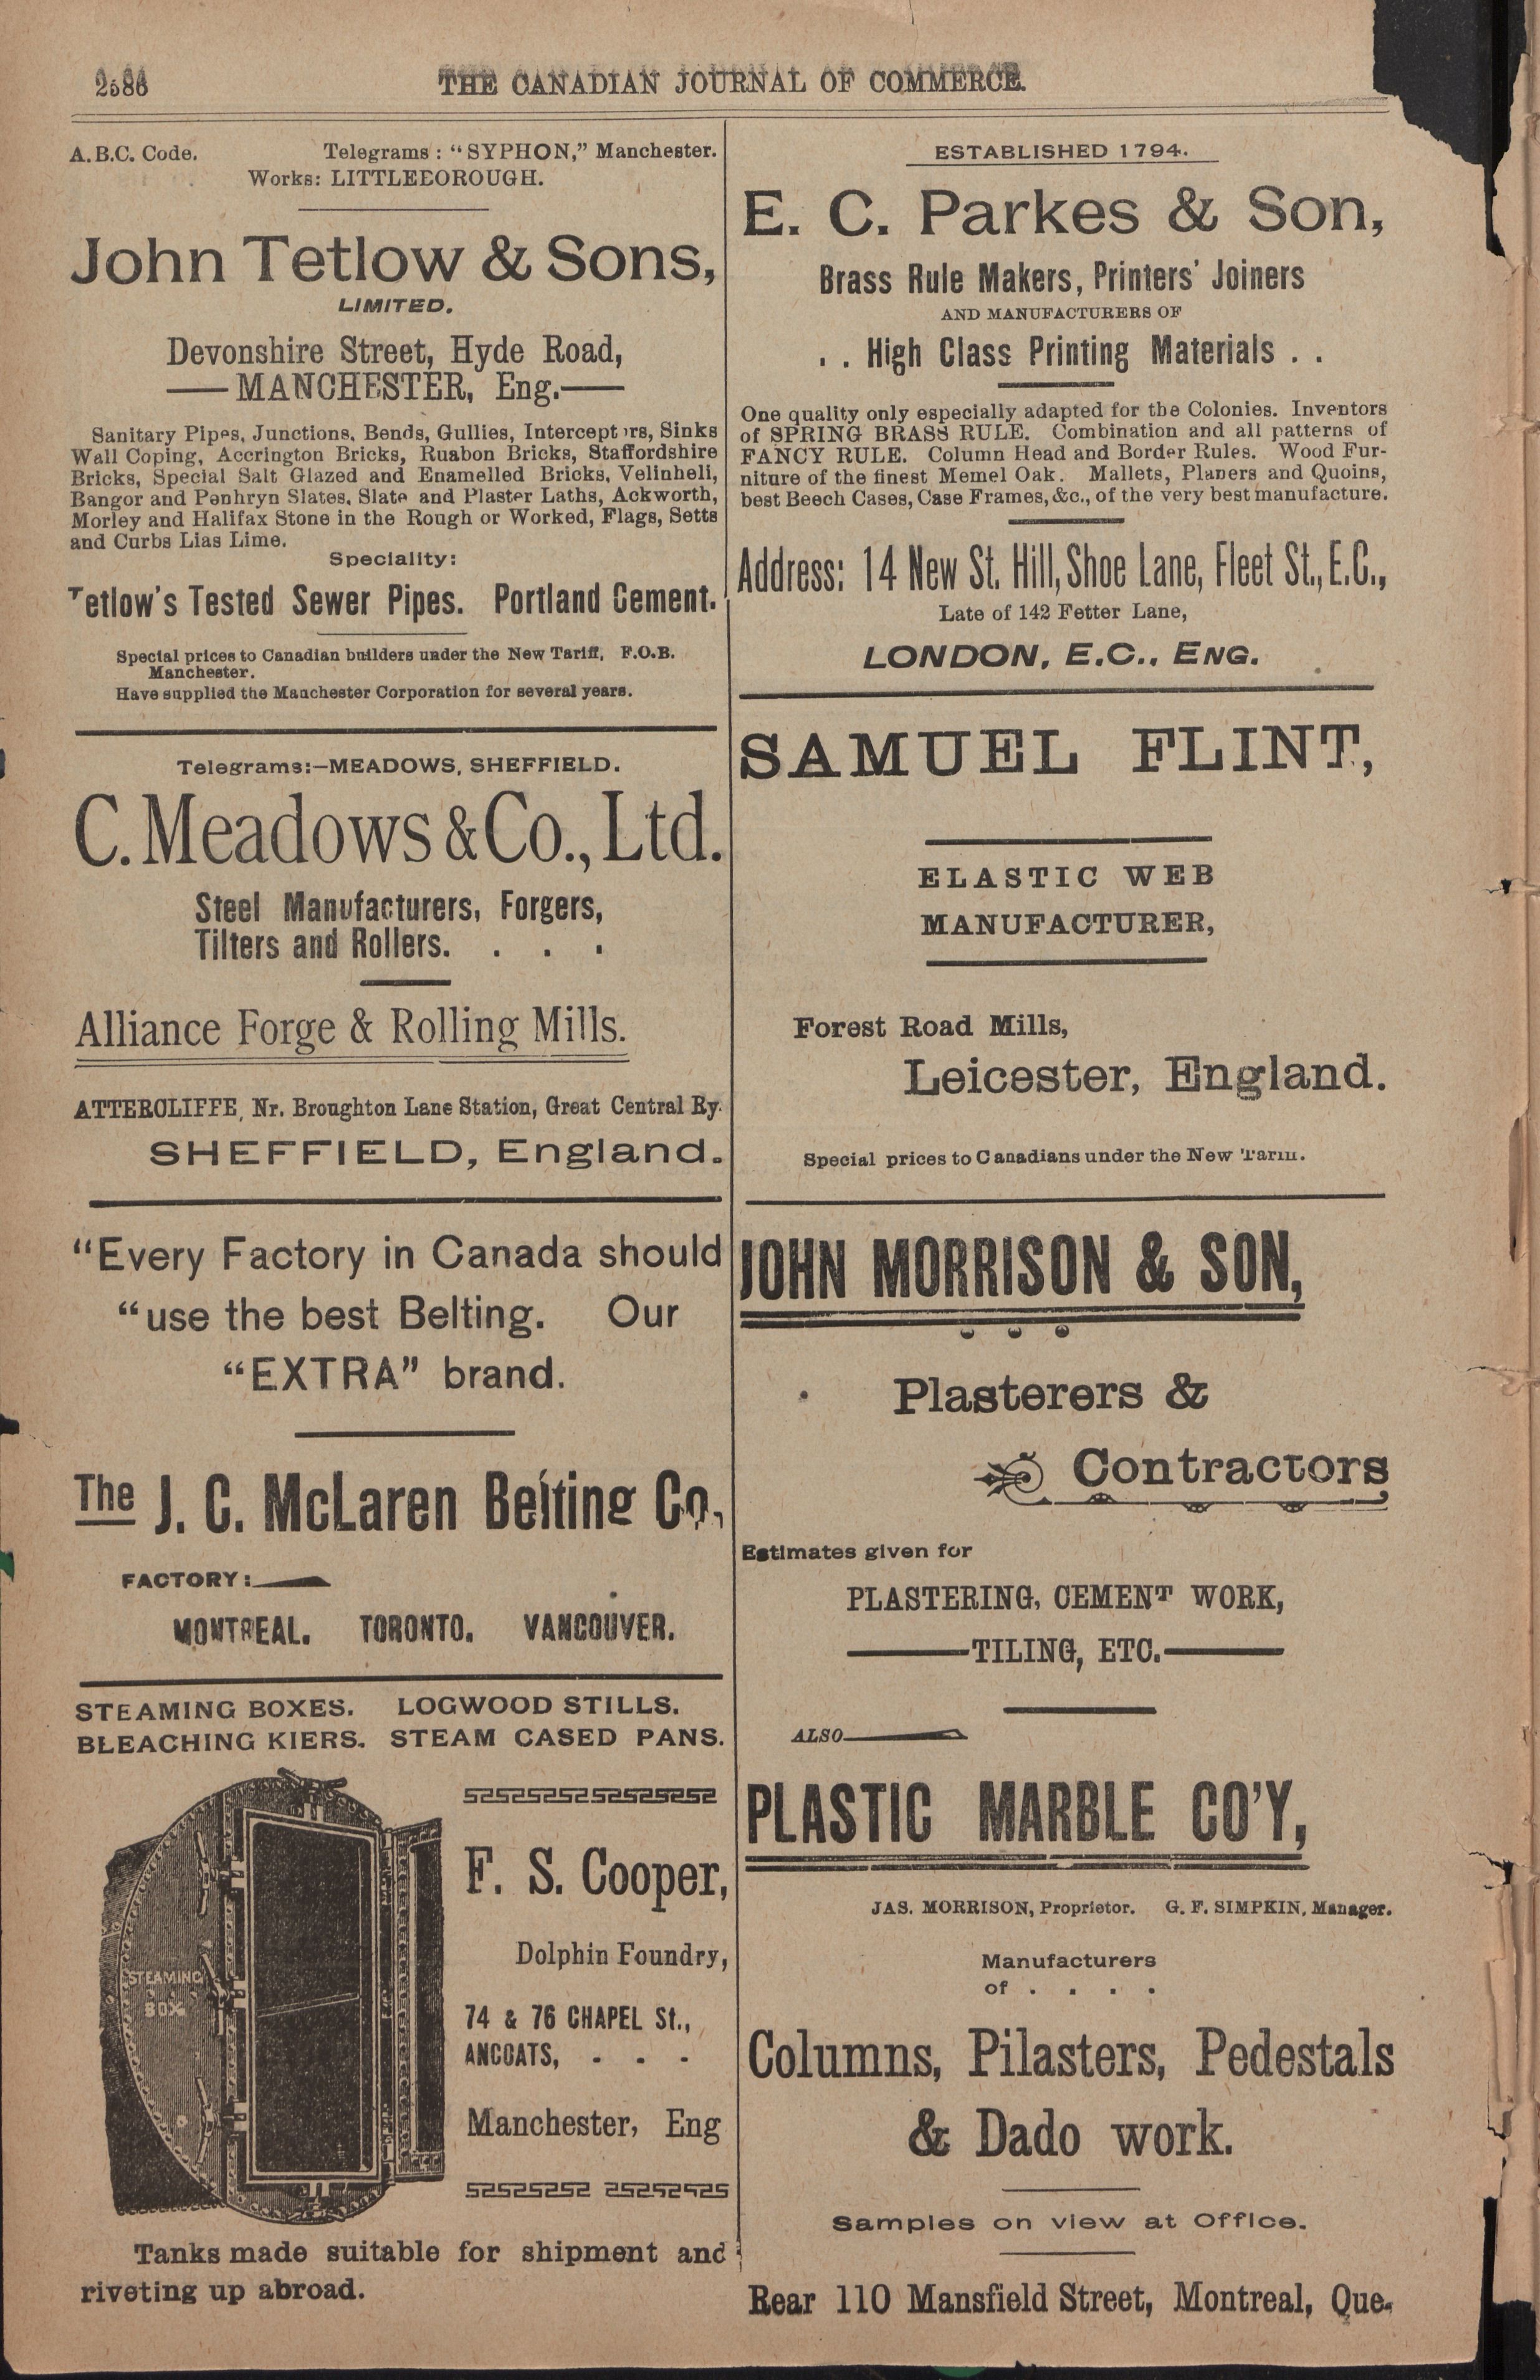 THE CANADIAN JOURNAL OF COMMERCE.
A.B.C. Code. Telegrams: "SYPHON," Manchester.
Works: LITTLEBOROUGH.
John Tetlow & Sons,
LIMITED.
Devonshire Street, Hyde Road,
MANCHESTER, Eng.
Sanitary Pipes, Junctions, Bends, Gullies, Interceptors, Sinks
Wall Coping, Accrington Bricks, Ruabon Bricks, Staffordshire
Bricks, Special Salt Glazed and Enamelled Bricks, Velinheli,
Bangor and Penhryn Slates, Slate and Plaster Laths, Ackworth,
Morley and Halifax Stone in the Rough or Worked, Flags, Setts
and Curbs Lias Lime.
Speciality:
Tetlow's Tested Sewer Pipes. Portland Cement.
Special prices to Canadian builders under the New Tariff, F.O.B.
Manchester.
Have supplied the Manchester Corporation for several years.
Telegrams:—MEADOWS, SHEFFIELD.
C. Meadows & Co., Ltd.
Steel Manufacturers, Forgers,
Tilters and Rollers. . . .
Alliance Forge & Rolling Mills.
ATTERCLIFFE, Nr. Broughton Lane Station, Great Central Ry.
SHEFFIELD, England.
"Every Factory in Canada should
"use the best Belting. Our
"EXTRA" brand.
The J. C. McLaren Belting Co.,
FACTORY:
MONTREAL. TORONTO. VANCOUVER.
STEAMING BOXES. LOGWOOD STILLS.
BLEACHING KIERS. STEAM CASED PANS.
STEAMING
BOX
F. S. Cooper,
Dolphin Foundry,
74 & 76 CHAPEL St.,
ANCOATS, - - -
Manchester, Eng
Tanks made suitable for shipment and
riveting up abroad.
ESTABLISHED 1794.
E. C. Parkes & Son,
Brass Rule Makers, Printers' Joiners
AND MANUFACTURERS OF
. . High Class Printing Materials . .
One quality only especially adapted for the Colonies. Inventors
of SPRING BRASS RULE. Combination and all patterns of
FANCY RULE. Column Head and Border Rules. Wood Fur-
niture of the finest Memel Oak. Mallets, Planers and Quoins,
best Beech Cases, Case Frames, &c., of the very best manufacture.
Address: 14 New St. Hill, Shoe Lane, Fleet St., E.C.,
Late of 142 Fetter Lane,
LONDON, E.C., ENG.
SAMUEL FLINT,
ELASTIC WEB
MANUFACTURER,
Forest Road Mills,
Leicester, England.
Special prices to Canadians under the New Tariff.
JOHN MORRISON & SON,
Plasterers &
Contractors
Estimates given for
PLASTERING, CEMENT WORK,
TILING, ETC.
ALSO
PLASTIC MARBLE CO'Y,
JAS. MORRISON, Proprietor. G. F. SIMPKIN, Manager.
Manufacturers
of . . . .
Columns, Pilasters, Pedestals
& Dado work.
Samples on view at Office.
Rear 110 Mansfield Street, Montreal, Que.